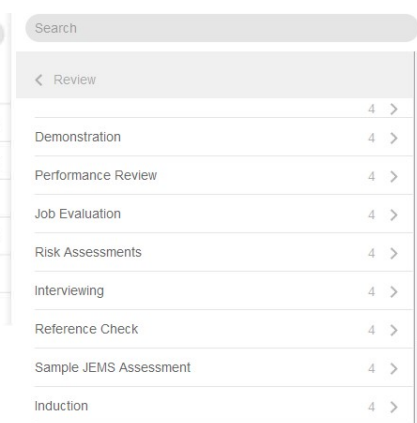 Search
Review
4
Demonstration 4
Performance Review 4
Job Evaluation 4
Risk Assessments 4
Interviewing 4
Reference Check 4
Sample JEMS Assessment 4
Induction 4